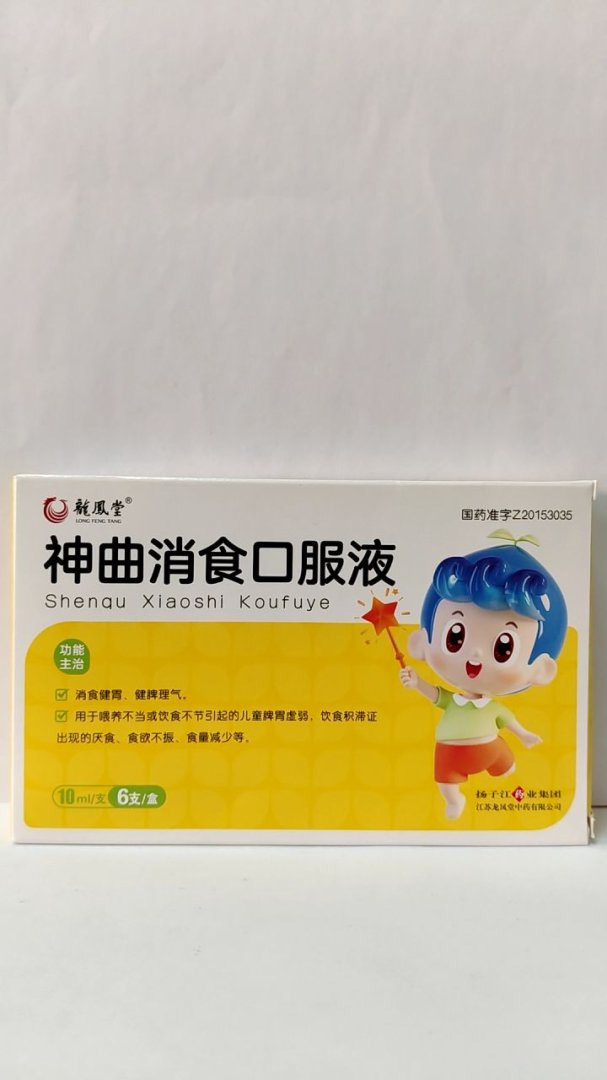 龍鳳堂®
LONG FENG TANG
国药准字Z20153035
神曲消食口服液
Shenqu Xiaoshi Koufuye
功能
主治
消食健胃、健脾理气。
用于喂养不当或饮食不节引起的儿童脾胃虚弱，饮食积滞证
出现的厌食、食欲不振、食量减少等。
10ml/支 6支/盒
扬子江药业集团
江苏龙凤堂中药有限公司